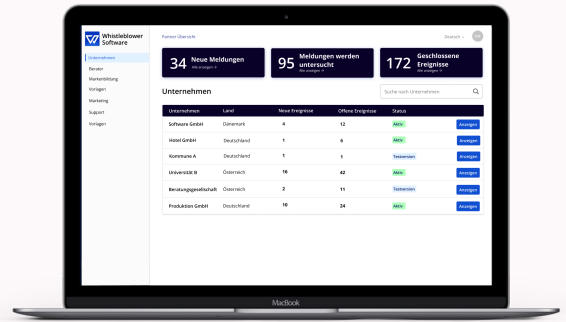 Whistleblower
Software
Partner Übersicht
Deutsch
Unternehmen
Berater
Markenbildung
Vorlagen
Marketing
Support
Vorlagen
34 Neue Meldungen
Alle anzeigen →
95 Meldungen werden untersucht
Alle anzeigen →
172 Geschlossene Ereignisse
Alle anzeigen →
Unternehmen
Suche nach Unternehmen
Unternehmen Land Neue Ereignisse Offene Ereignisse Status
Software GmbH Dänemark 4 12 Aktiv Anzeigen
Hotel GmbH Deutschland 1 6 Aktiv Anzeigen
Kommune A Deutschland 1 1 Testversion Anzeigen
Universität B Österreich 16 42 Aktiv Anzeigen
Beratungsgesellschaft Österreich 2 11 Testversion Anzeigen
Produktion GmbH Deutschland 10 24 Aktiv Anzeigen
MacBook